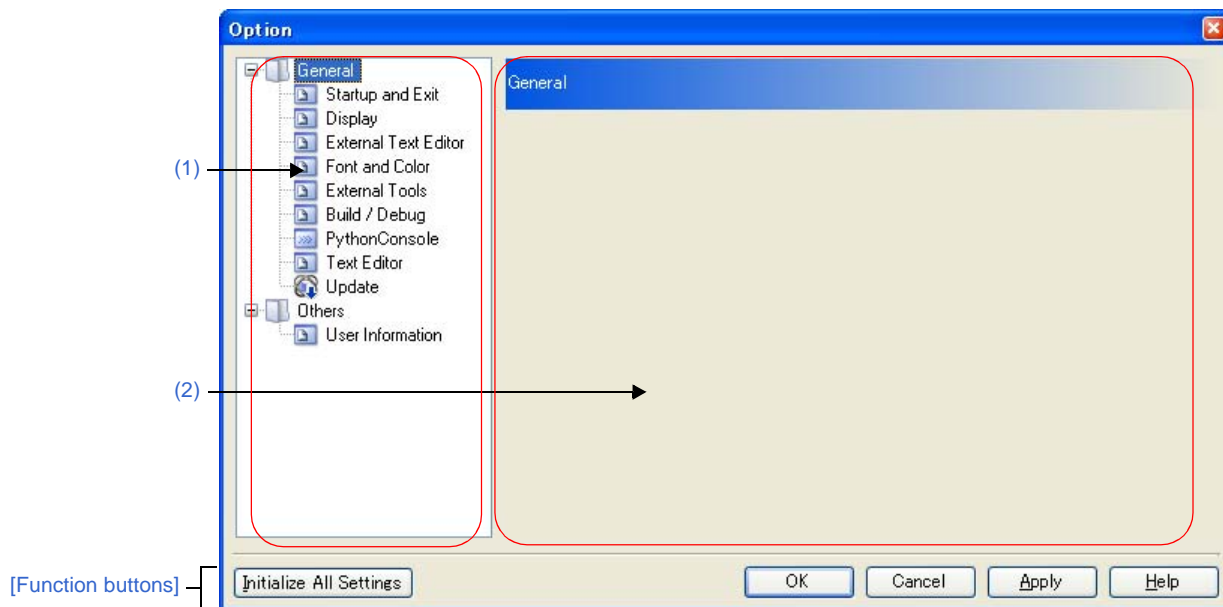 Option
General
General
Startup and Exit
Display
External Text Editor
(1)
Font and Color
External Tools
Build / Debug
PythonConsole
Text Editor
Update
Others
User Information
(2)
[Function buttons]
Initialize All Settings
OK
Cancel
Apply
Help